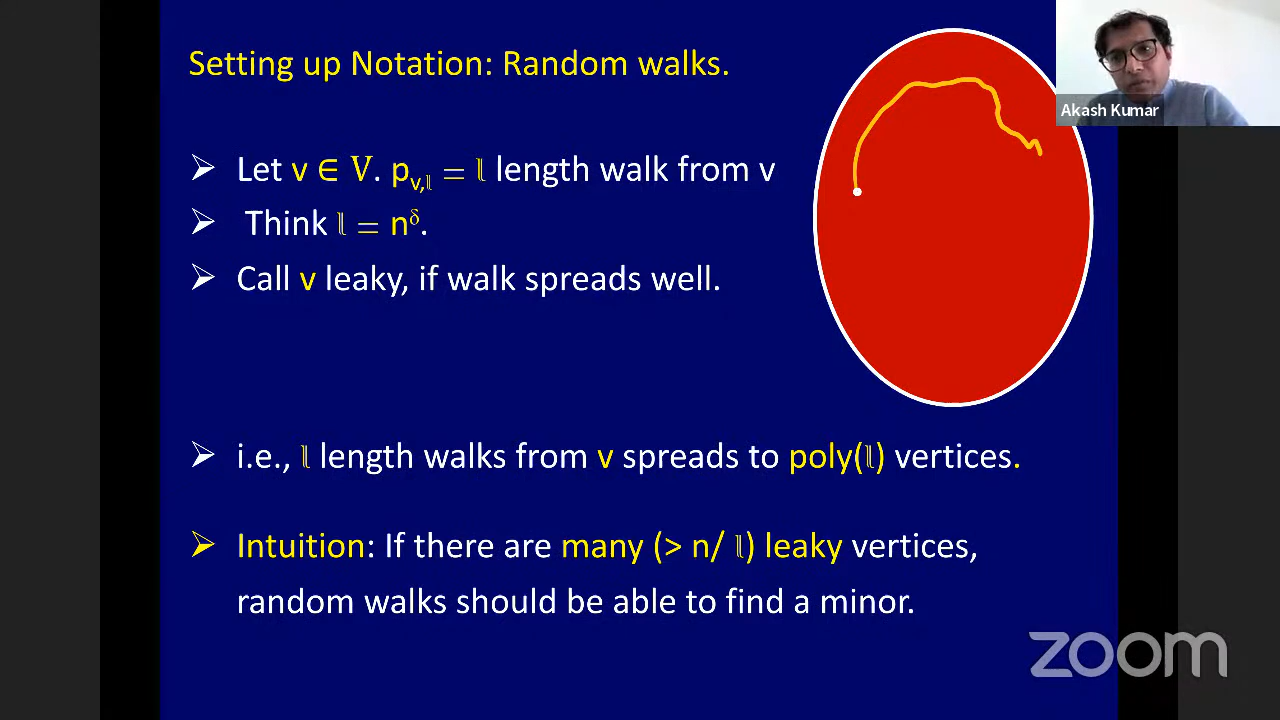 Setting up Notation: Random walks.
Akash Kumar
➢ Let v ∈ V. p_{v,𝕝} = 𝕝 length walk from v
➢ Think 𝕝 = n^δ.
➢ Call v leaky, if walk spreads well.
➢ i.e., 𝕝 length walks from v spreads to poly(𝕝) vertices.
➢ Intuition: If there are many (> n/ 𝕝) leaky vertices,
random walks should be able to find a minor.
zoom